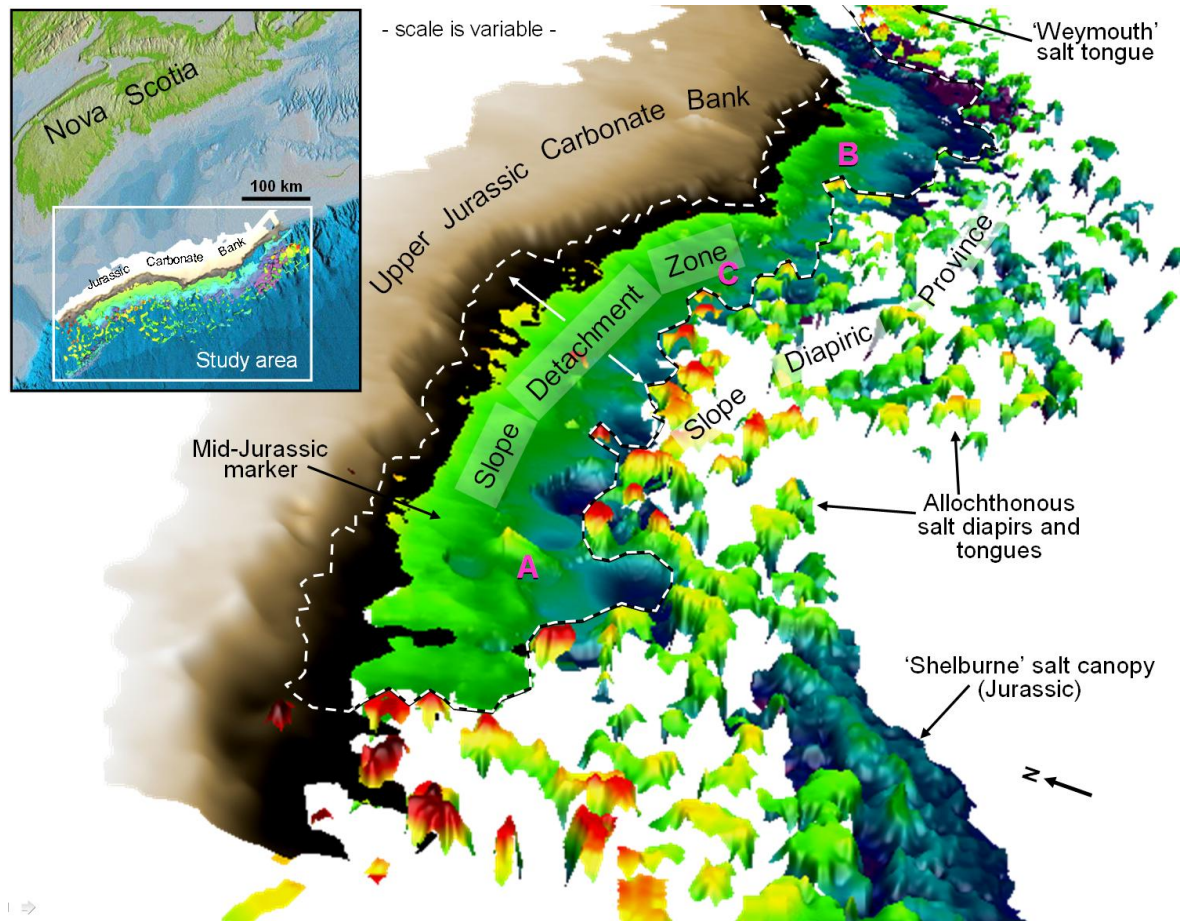 - scale is variable -
'Weymouth'
salt tongue
Nova Scotia
100 km
Jurassic Carbonate Bank
Study area
Upper Jurassic Carbonate Bank
B
Slope Detachment Zone
C
Slope Diapiric Province
Mid-Jurassic
marker
Allochthonous
salt diapirs and
tongues
A
'Shelburne' salt canopy
(Jurassic)
N